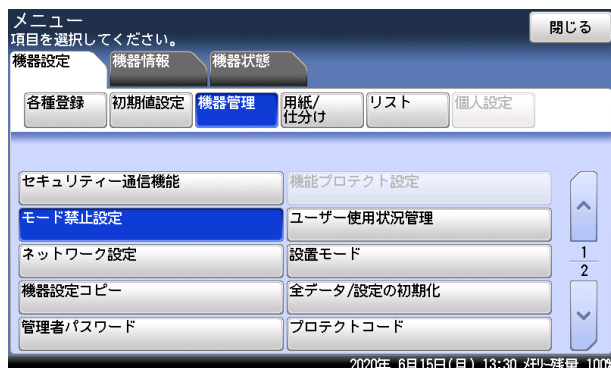 メニュー
項目を選択してください。
閉じる
機器設定
機器情報
機器状態
各種登録
初期値設定
機器管理
用紙/
仕分け
リスト
個人設定
セキュリティー通信機能
機能プロテクト設定
モード禁止設定
ユーザー使用状況管理
ネットワーク設定
設置モード
機器設定コピー
全データ/設定の初期化
管理者パスワード
プロテクトコード
1
2
2020年 6月15日(月) 13:30 メモリー残量 100%